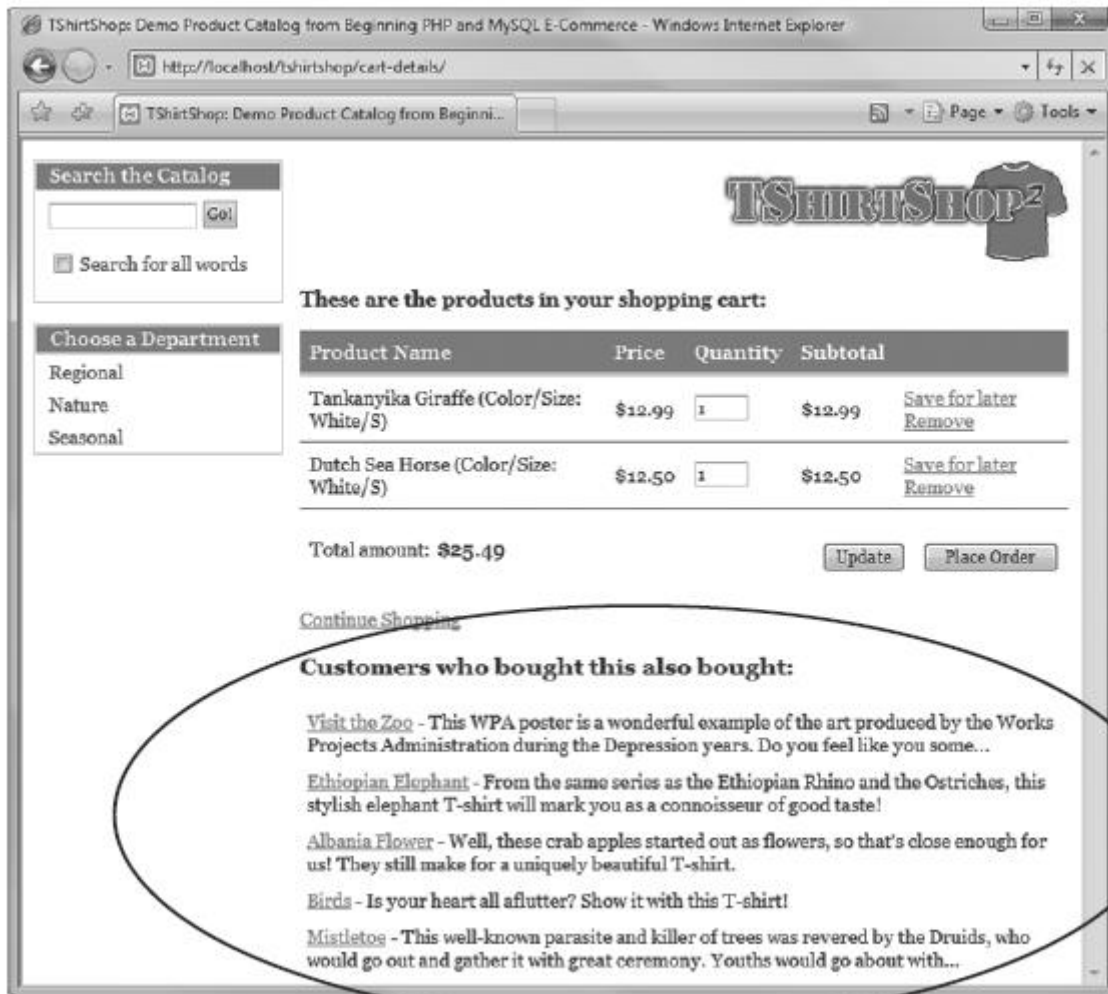 TShirtShop: Demo Product Catalog from Beginning PHP and MySQL E-Commerce - Windows Internet Explorer
http://localhost/tshirtshop/cart-details/
TShirtShop: Demo Product Catalog from Beginni...
Page
Tools
Search the Catalog
Go!
Search for all words
Choose a Department
Regional
Nature
Seasonal
TShirtShop²
These are the products in your shopping cart:
Product Name Price Quantity Subtotal
Tankanyika Giraffe (Color/Size:
White/S)
$12.99 1 $12.99
Save for later
Remove
Dutch Sea Horse (Color/Size:
White/S)
$12.50 1 $12.50
Save for later
Remove
Total amount: $25.49
Update
Place Order
Continue Shopping
Customers who bought this also bought:
Visit the Zoo - This WPA poster is a wonderful example of the art produced by the Works
Projects Administration during the Depression years. Do you feel like you some...
Ethiopian Elephant - From the same series as the Ethiopian Rhino and the Ostriches, this
stylish elephant T-shirt will mark you as a connoisseur of good taste!
Albania Flower - Well, these crab apples started out as flowers, so that's close enough for
us! They still make for a uniquely beautiful T-shirt.
Birds - Is your heart all aflutter? Show it with this T-shirt!
Mistletoe - This well-known parasite and killer of trees was revered by the Druids, who
would go out and gather it with great ceremony. Youths would go about with...